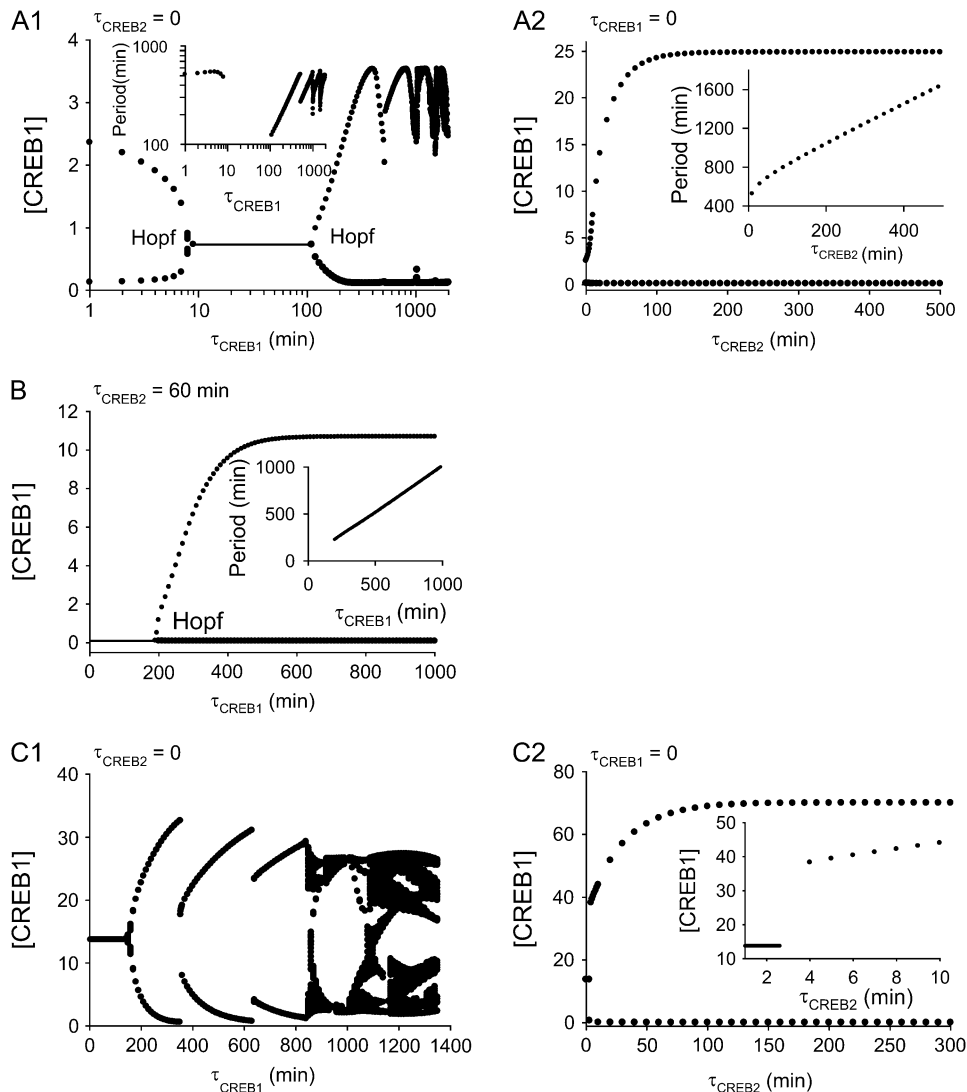 A1
τCREB2 = 0
[CREB1]
4
3
2
1
0
1
10
100
1000
τCREB1 (min)
Hopf
Hopf
Period(min)
1000
100
1
10
100
1000
τCREB1
A2
τCREB1 = 0
[CREB1]
25
20
15
10
5
0
0
100
200
300
400
500
τCREB2 (min)
Period (min)
1600
1200
800
400
0
200
400
τCREB2 (min)
B
τCREB2 = 60 min
[CREB1]
12
10
8
6
4
2
0
0
200
400
600
800
1000
τCREB1 (min)
Hopf
Period (min)
1000
500
0
0
500
1000
τCREB1 (min)
C1
τCREB2 = 0
[CREB1]
40
30
20
10
0
0
200
400
600
800
1000
1200
1400
τCREB1 (min)
C2
τCREB1 = 0
[CREB1]
80
60
40
20
0
0
50
100
150
200
250
300
τCREB2 (min)
[CREB1]
50
40
30
20
10
2
4
6
8
10
τCREB2 (min)